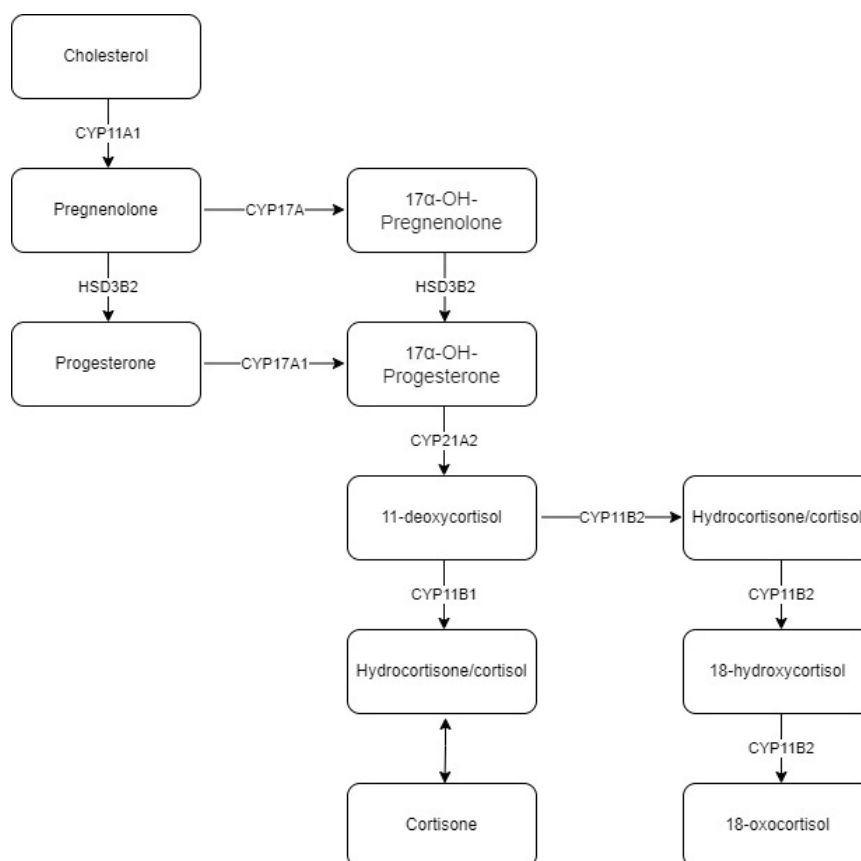 Cholesterol
CYP11A1
Pregnenolone
CYP17A
17α-OH-
Pregnenolone
HSD3B2
HSD3B2
Progesterone
CYP17A1
17α-OH-
Progesterone
CYP21A2
11-deoxycortisol
CYP11B2
Hydrocortisone/cortisol
CYP11B1
CYP11B2
Hydrocortisone/cortisol
18-hydroxycortisol
CYP11B2
Cortisone
18-oxocortisol